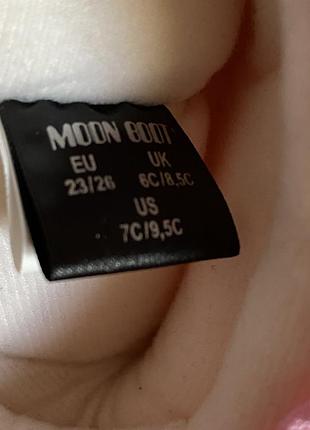 MOON BOOT
EU UK
23/26 6C/8,5C
US
7C/9,5C